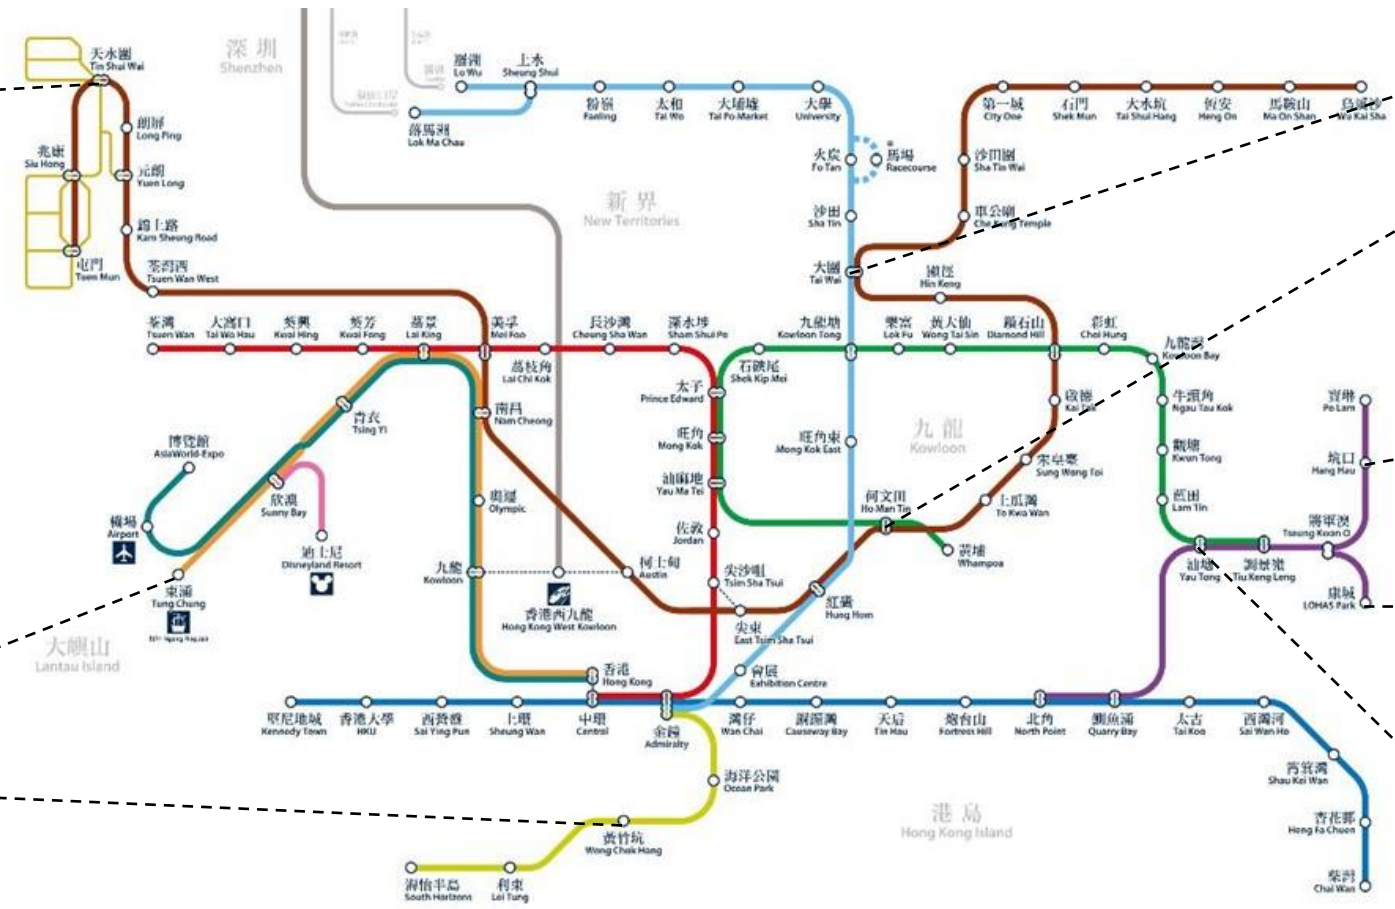 深圳
Shenzhen
天水圍
Tin Shui Wai
朗屏
Long Ping
兆康
Siu Hong
元朗
Yuen Long
錦上路
Kam Sheung Road
屯門
Tuen Mun
荃灣西
Tsuen Wan West
羅湖
Lo Wu
上水
Sheung Shui
落馬洲
Lok Ma Chau
粉嶺
Fanling
太和
Tai Wo
大埔墟
Tai Po Market
大學
University
火炭
Fo Tan
馬場
Racecourse
沙田
Sha Tin
大圍
Tai Wai
第一城
City One
石門
Shek Mun
大水坑
Tai Shui Hang
恆安
Heng On
馬鞍山
Ma On Shan
烏溪沙
Wu Kai Sha
沙田圍
Sha Tin Wai
車公廟
Che Kung Temple
顯徑
Hin Keng
新界
New Territories
荃灣
Tsuen Wan
大窩口
Tai Wo Hau
葵興
Kwai Hing
葵芳
Kwai Fong
荔景
Lai King
美孚
Mei Foo
荔枝角
Lai Chi Kok
長沙灣
Cheung Sha Wan
深水埗
Sham Shui Po
太子
Prince Edward
旺角
Mong Kok
油麻地
Yau Ma Tei
佐敦
Jordan
尖沙咀
Tsim Sha Tsui
尖東
East Tsim Sha Tsui
石硤尾
Shek Kip Mei
九龍塘
Kowloon Tong
樂富
Lok Fu
黃大仙
Wong Tai Sin
鑽石山
Diamond Hill
彩虹
Choi Hung
九龍灣
Kowloon Bay
牛頭角
Ngau Tau Kok
觀塘
Kwun Tong
藍田
Lam Tin
油塘
Yau Tong
調景嶺
Tiu Keng Leng
將軍澳
Tseung Kwan O
寶琳
Po Lam
坑口
Hang Hau
康城
LOHAS Park
啟德
Kai Tak
宋皇臺
Sung Wong Toi
土瓜灣
To Kwa Wan
九龍
Kowloon
旺角東
Mong Kok East
何文田
Ho Man Tin
黃埔
Whampoa
紅磡
Hung Hom
南昌
Nam Cheong
奧運
Olympic
九龍
Kowloon
柯士甸
Austin
香港西九龍
Hong Kong West Kowloon
青衣
Tsing Yi
博覽館
AsiaWorld-Expo
機場
Airport
欣澳
Sunny Bay
迪士尼
Disneyland Resort
東涌
Tung Chung
大嶼山
Lantau Island
香港
Hong Kong
會展
Exhibition Centre
堅尼地城
Kennedy Town
香港大學
HKU
西營盤
Sai Ying Pun
上環
Sheung Wan
中環
Central
金鐘
Admiralty
灣仔
Wan Chai
銅鑼灣
Causeway Bay
天后
Tin Hau
炮台山
Fortress Hill
北角
North Point
鰂魚涌
Quarry Bay
太古
Tai Koo
西灣河
Sai Wan Ho
筲箕灣
Shau Kei Wan
杏花邨
Heng Fa Chuen
柴灣
Chai Wan
海洋公園
Ocean Park
黃竹坑
Wong Chuk Hang
利東
Lei Tung
海怡半島
South Horizons
港島
Hong Kong Island